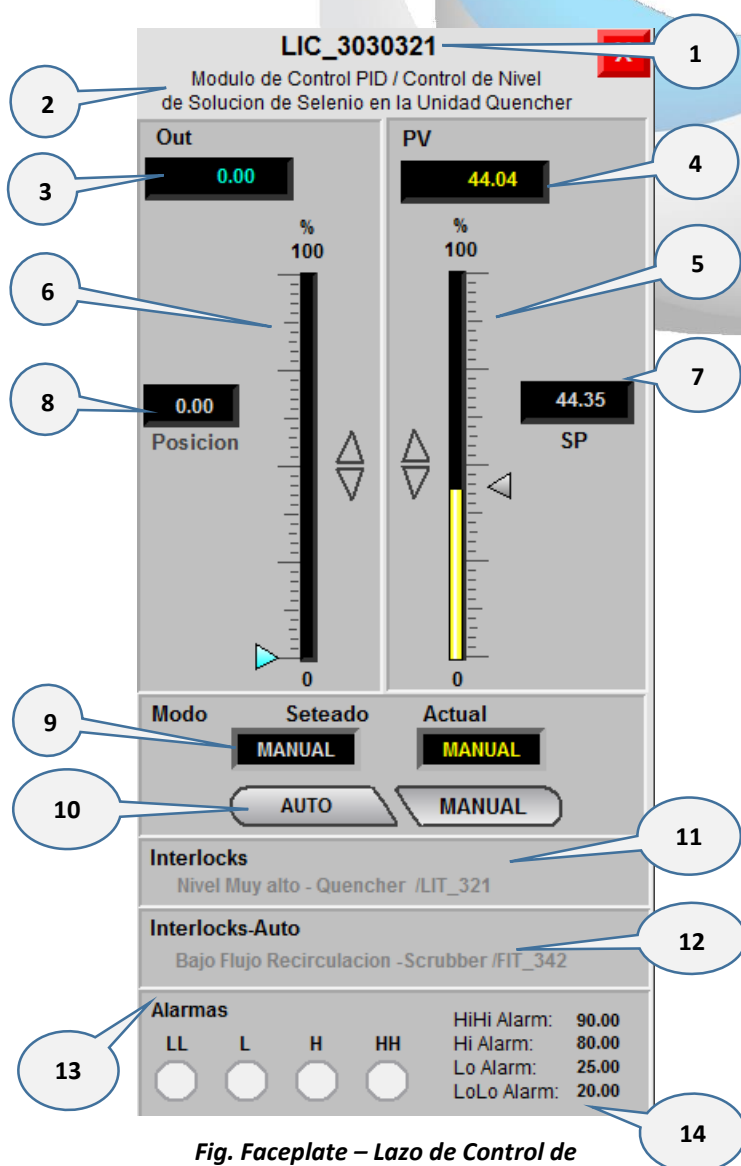 LIC_3030321
X
1
Modulo de Control PID / Control de Nivel
de Solucion de Selenio en la Unidad Quencher
2
Out
PV
0.00
44.04
3
4
%
100
%
100
5
6
7
8
0.00
Posicion
44.35
SP
0
0
Modo Seteado Actual
9
MANUAL
MANUAL
10
AUTO
MANUAL
11
Interlocks
Nivel Muy alto - Quencher /LIT_321
Interlocks-Auto
12
Bajo Flujo Recirculacion -Scrubber /FIT_342
Alarmas
13
LL L H HH
HiHi Alarm: 90.00
Hi Alarm: 80.00
Lo Alarm: 25.00
LoLo Alarm: 20.00
14
Fig. Faceplate – Lazo de Control de